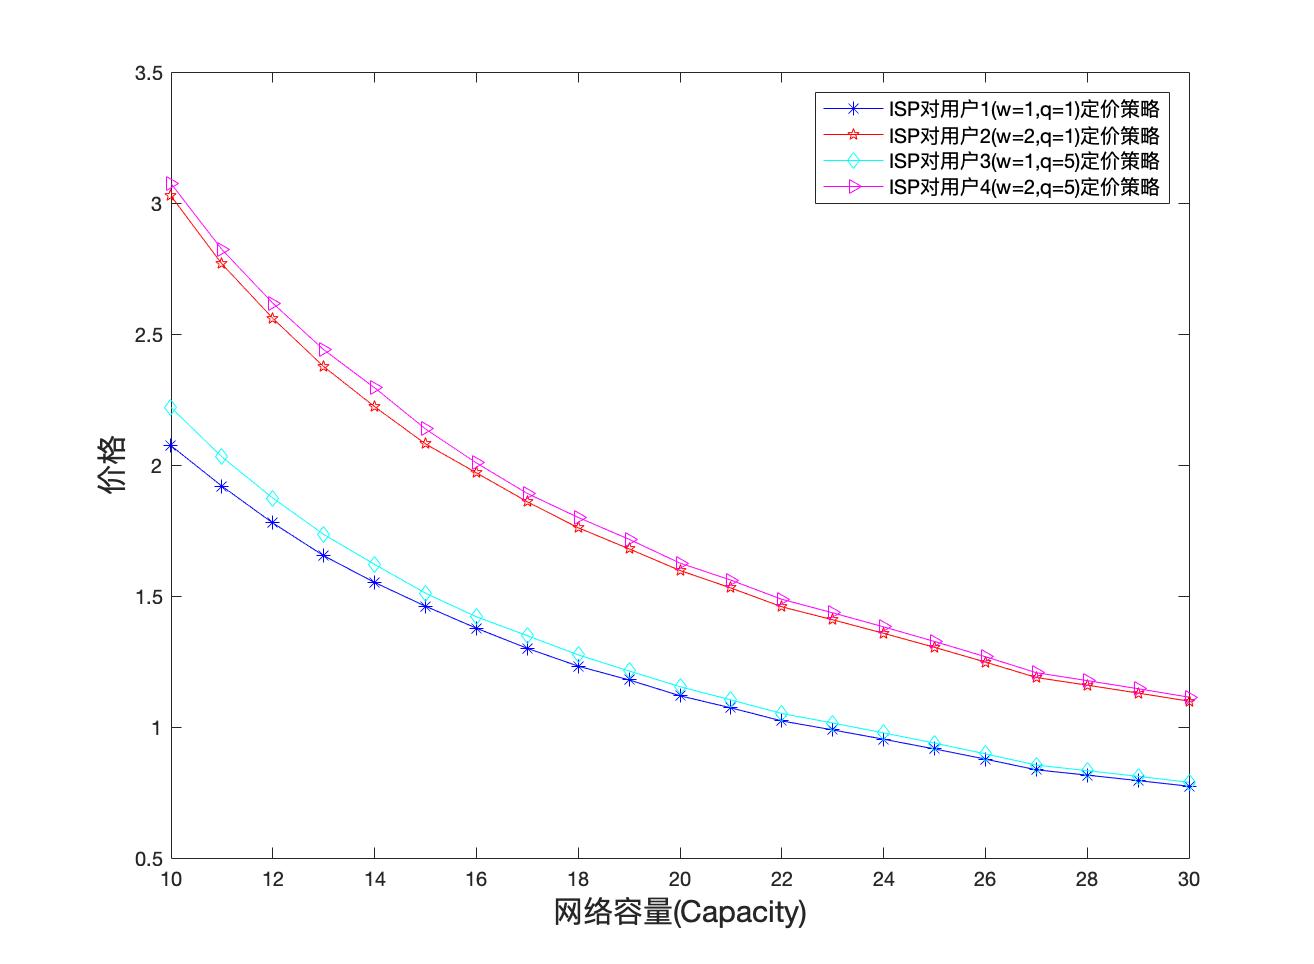 3.5
3
2.5
2
1.5
1
0.5
价格
ISP对用户1(w=1,q=1)定价策略
ISP对用户2(w=2,q=1)定价策略
ISP对用户3(w=1,q=5)定价策略
ISP对用户4(w=2,q=5)定价策略
10 12 14 16 18 20 22 24 26 28 30
网络容量(Capacity)